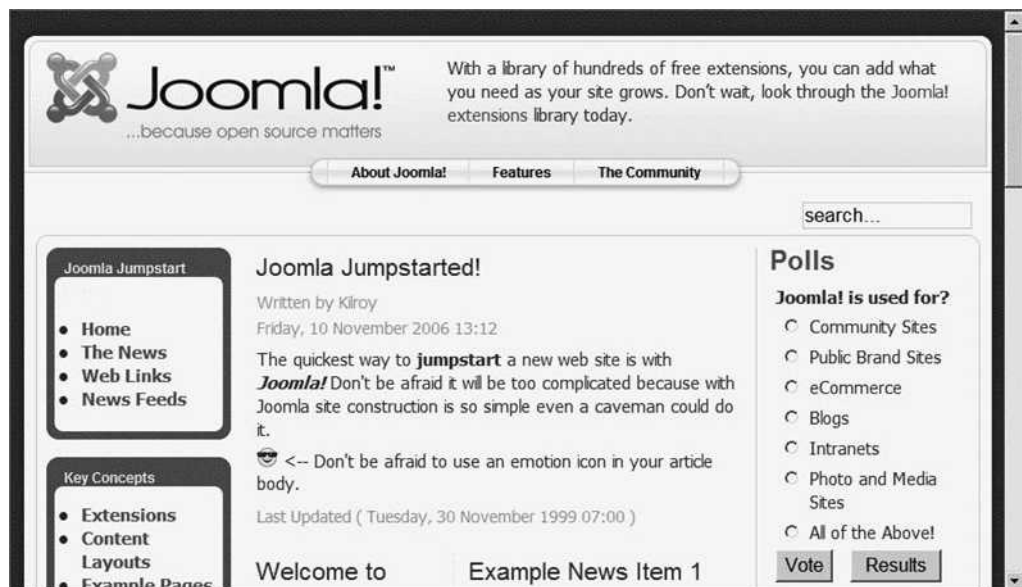 Joomla!™
...because open source matters
With a library of hundreds of free extensions, you can add what
you need as your site grows. Don't wait, look through the Joomla!
extensions library today.
About Joomla! Features The Community
search...
Joomla Jumpstart
Home
The News
Web Links
News Feeds
Key Concepts
Extensions
Content
Layouts
Example Pages
Joomla Jumpstarted!
Written by Kilroy
Friday, 10 November 2006 13:12
The quickest way to jumpstart a new web site is with
Joomla! Don't be afraid it will be too complicated because with
Joomla site construction is so simple even a caveman could do
it.
<-- Don't be afraid to use an emotion icon in your article
body.
Last Updated ( Tuesday, 30 November 1999 07:00 )
Welcome to
Example News Item 1
Polls
Joomla! is used for?
Community Sites
Public Brand Sites
eCommerce
Blogs
Intranets
Photo and Media
Sites
All of the Above!
Vote Results